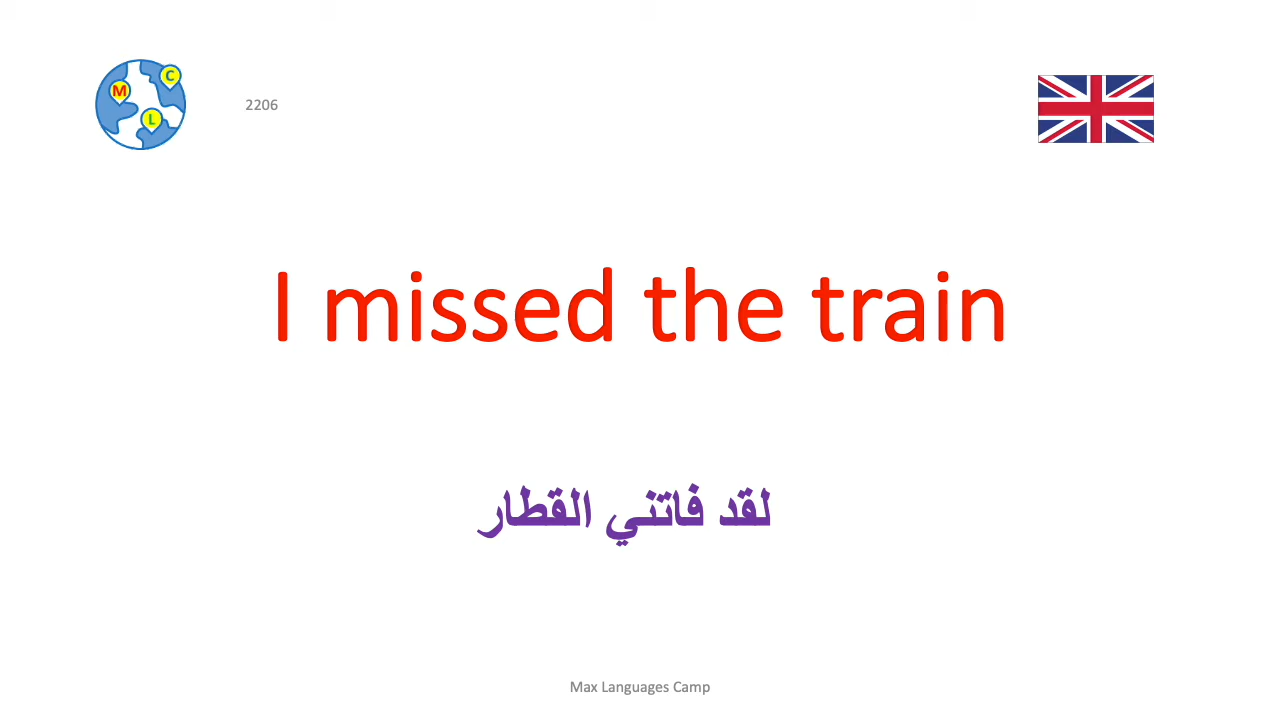 M
C
L
2206
I missed the train
لقد فاتني القطار
Max Languages Camp